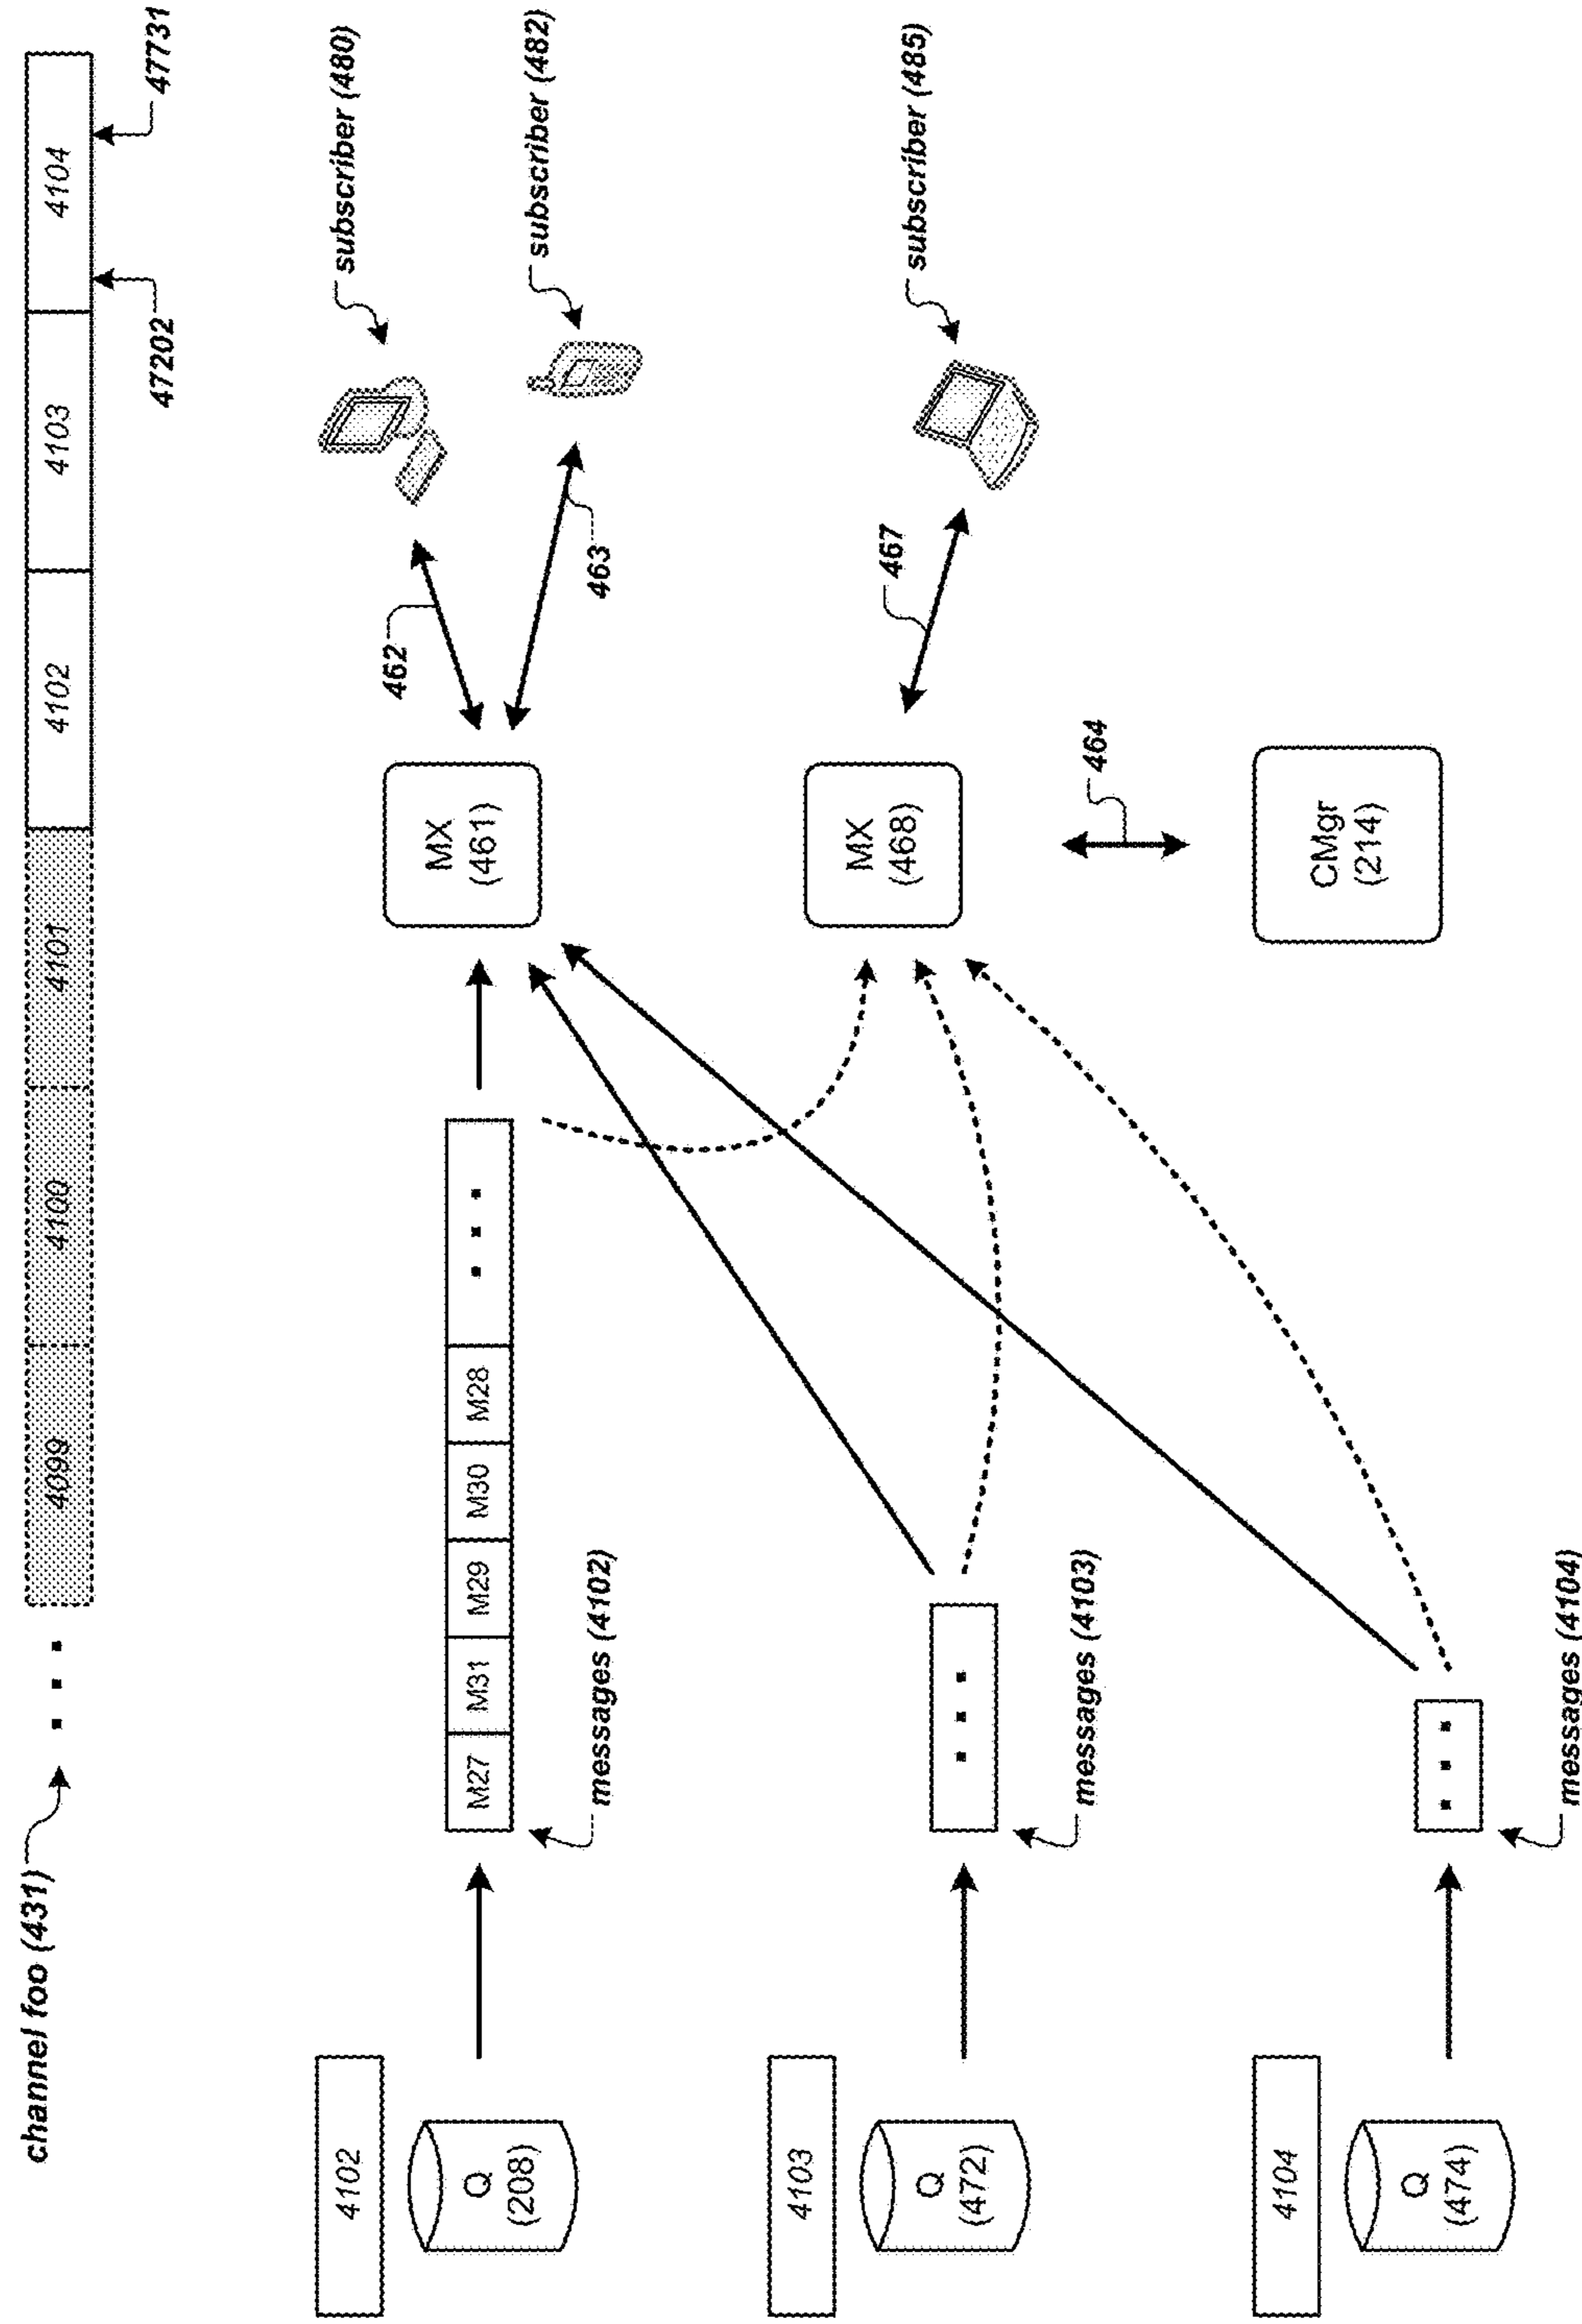 channel foo (431)
4099
4100
4101
4102
4103
4104
47202
47731
4102
Q
(208)
M27
M31
M29
M30
M28
messages (4102)
MX
(461)
462
463
subscriber (480)
subscriber (482)
4103
Q
(472)
messages (4103)
MX
(468)
467
subscriber (485)
464
CMgr
(214)
4104
Q
(474)
messages (4104)